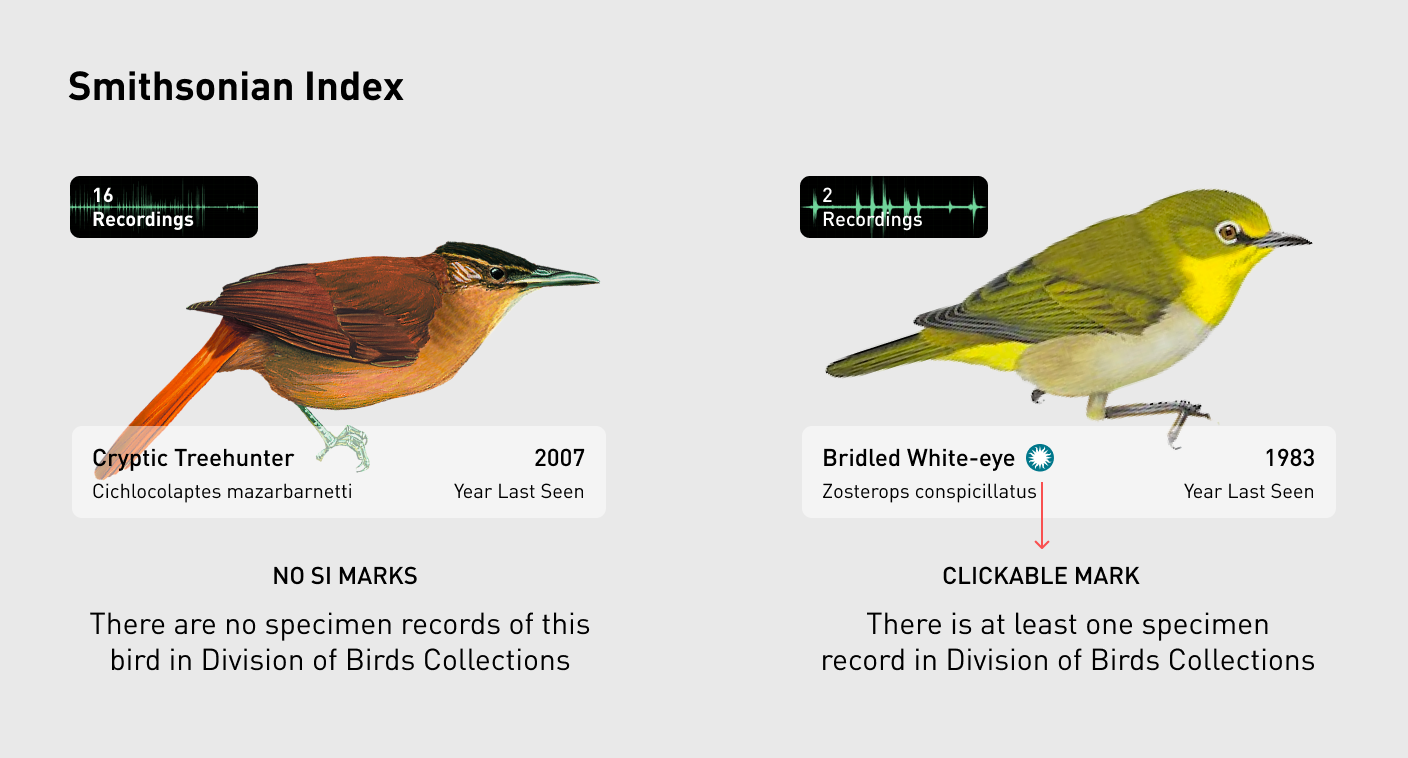 Smithsonian Index
16
Recordings
Cryptic Treehunter
2007
Cichlocolaptes mazarbarnetti
Year Last Seen
NO SI MARKS
There are no specimen records of this
bird in Division of Birds Collections
2
Recordings
Bridled White-eye
1983
Zosterops conspicillatus
Year Last Seen
CLICKABLE MARK
There is at least one specimen
record in Division of Birds Collections